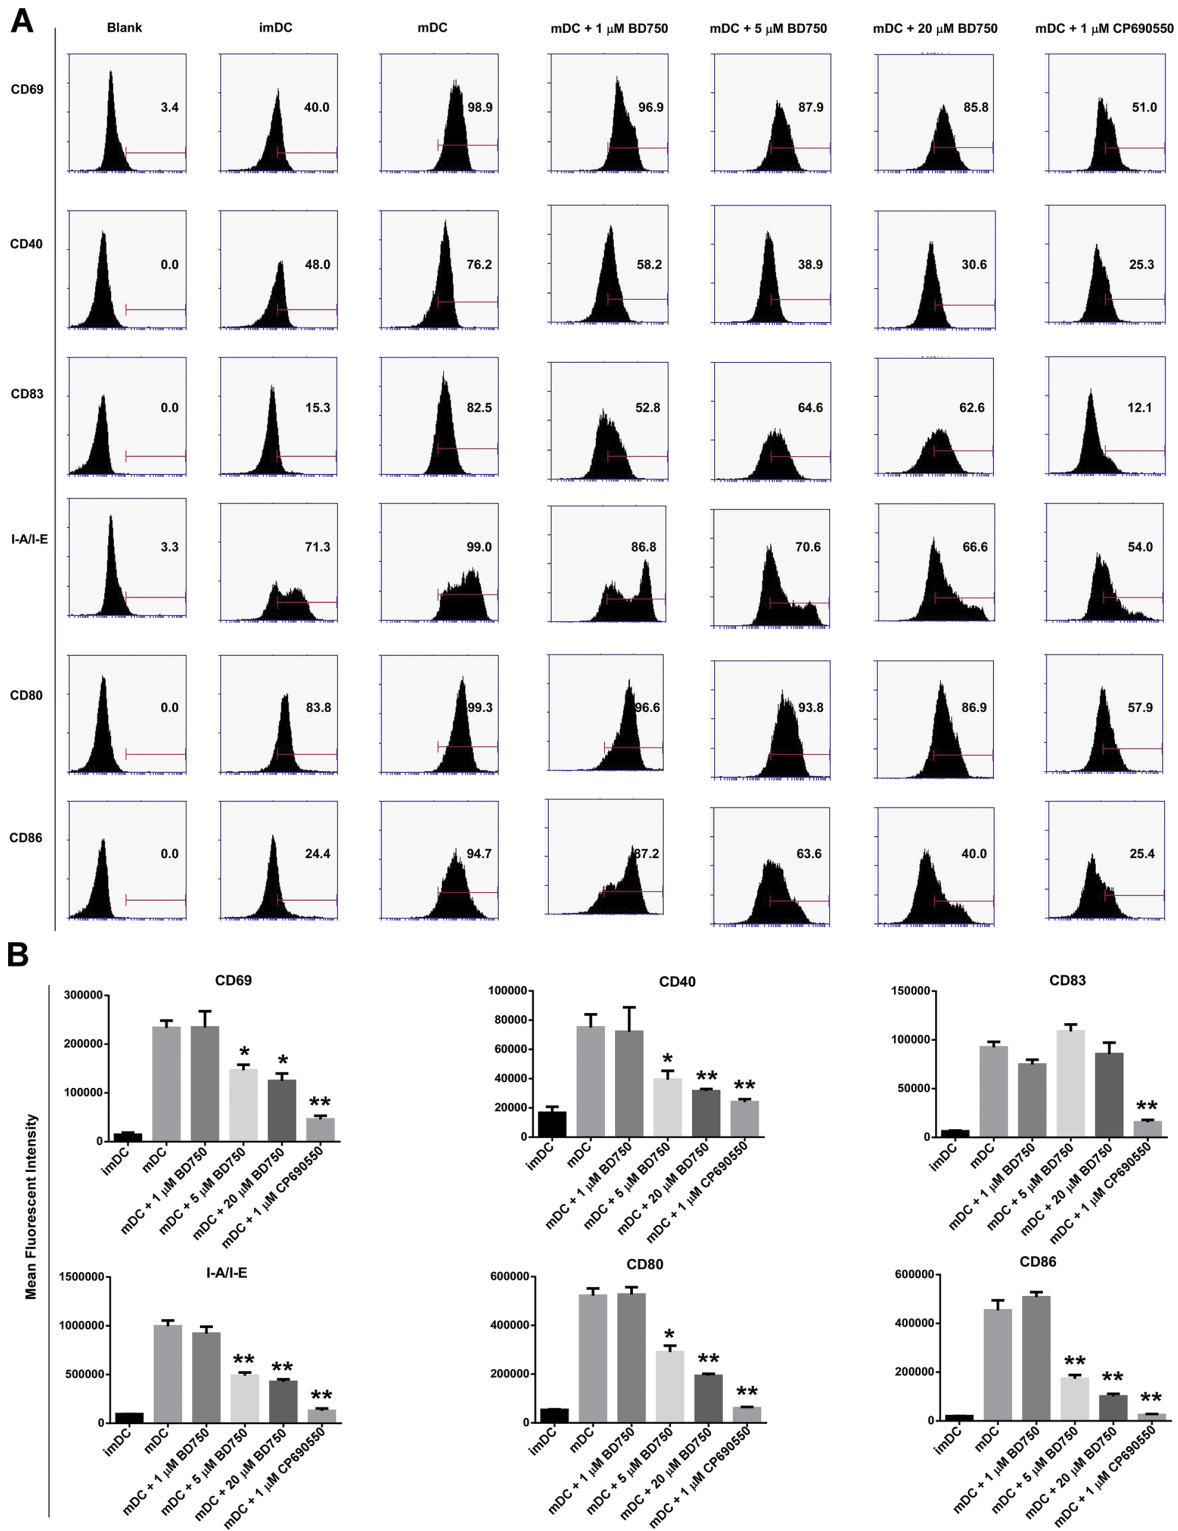 A
Blank imDC mDC mDC + 1 μM BD750 mDC + 5 μM BD750 mDC + 20 μM BD750 mDC + 1 μM CP690550
CD69 3.4 40.0 98.9 96.9 87.9 85.8 51.0
CD40 0.0 48.0 76.2 58.2 38.9 30.6 25.3
CD83 0.0 15.3 82.5 52.8 64.6 62.6 12.1
I-A/I-E 3.3 71.3 99.0 86.8 70.6 66.6 54.0
CD80 0.0 83.8 99.3 96.6 93.8 86.9 57.9
CD86 0.0 24.4 94.7 87.2 63.6 40.0 25.4
B
Mean Fluorescent Intensity
CD69
300000
200000
100000
0
* * **
imDC
mDC
mDC + 1 μM BD750
mDC + 5 μM BD750
mDC + 20 μM BD750
mDC + 1 μM CP690550
CD40
100000
80000
60000
40000
20000
0
* ** **
imDC
mDC
mDC + 1 μM BD750
mDC + 5 μM BD750
mDC + 20 μM BD750
mDC + 1 μM CP690550
CD83
150000
100000
50000
0
**
imDC
mDC
mDC + 1 μM BD750
mDC + 5 μM BD750
mDC + 20 μM BD750
mDC + 1 μM CP690550
I-A/I-E
1500000
1000000
500000
0
** ** **
imDC
mDC
mDC + 1 μM BD750
mDC + 5 μM BD750
mDC + 20 μM BD750
mDC + 1 μM CP690550
CD80
600000
400000
200000
0
* ** **
imDC
mDC
mDC + 1 μM BD750
mDC + 5 μM BD750
mDC + 20 μM BD750
mDC + 1 μM CP690550
CD86
600000
400000
200000
0
** ** **
imDC
mDC
mDC + 1 μM BD750
mDC + 5 μM BD750
mDC + 20 μM BD750
mDC + 1 μM CP690550